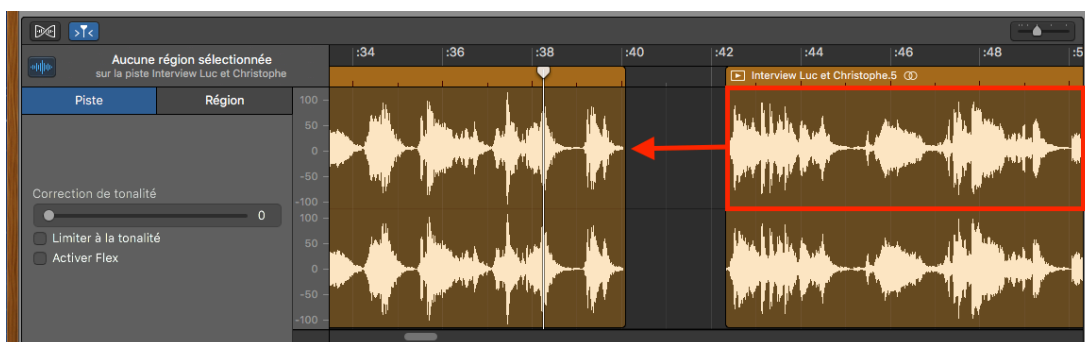 :34 :36 :38 :40 :42 :44 :46 :48 :5
Aucune région sélectionnée
sur la piste Interview Luc et Christophe
Interview Luc et Christophe.5
Piste Région
100
50
0
-50
-100
100
50
0
-50
-100
Correction de tonalité
0
Limiter à la tonalité
Activer Flex